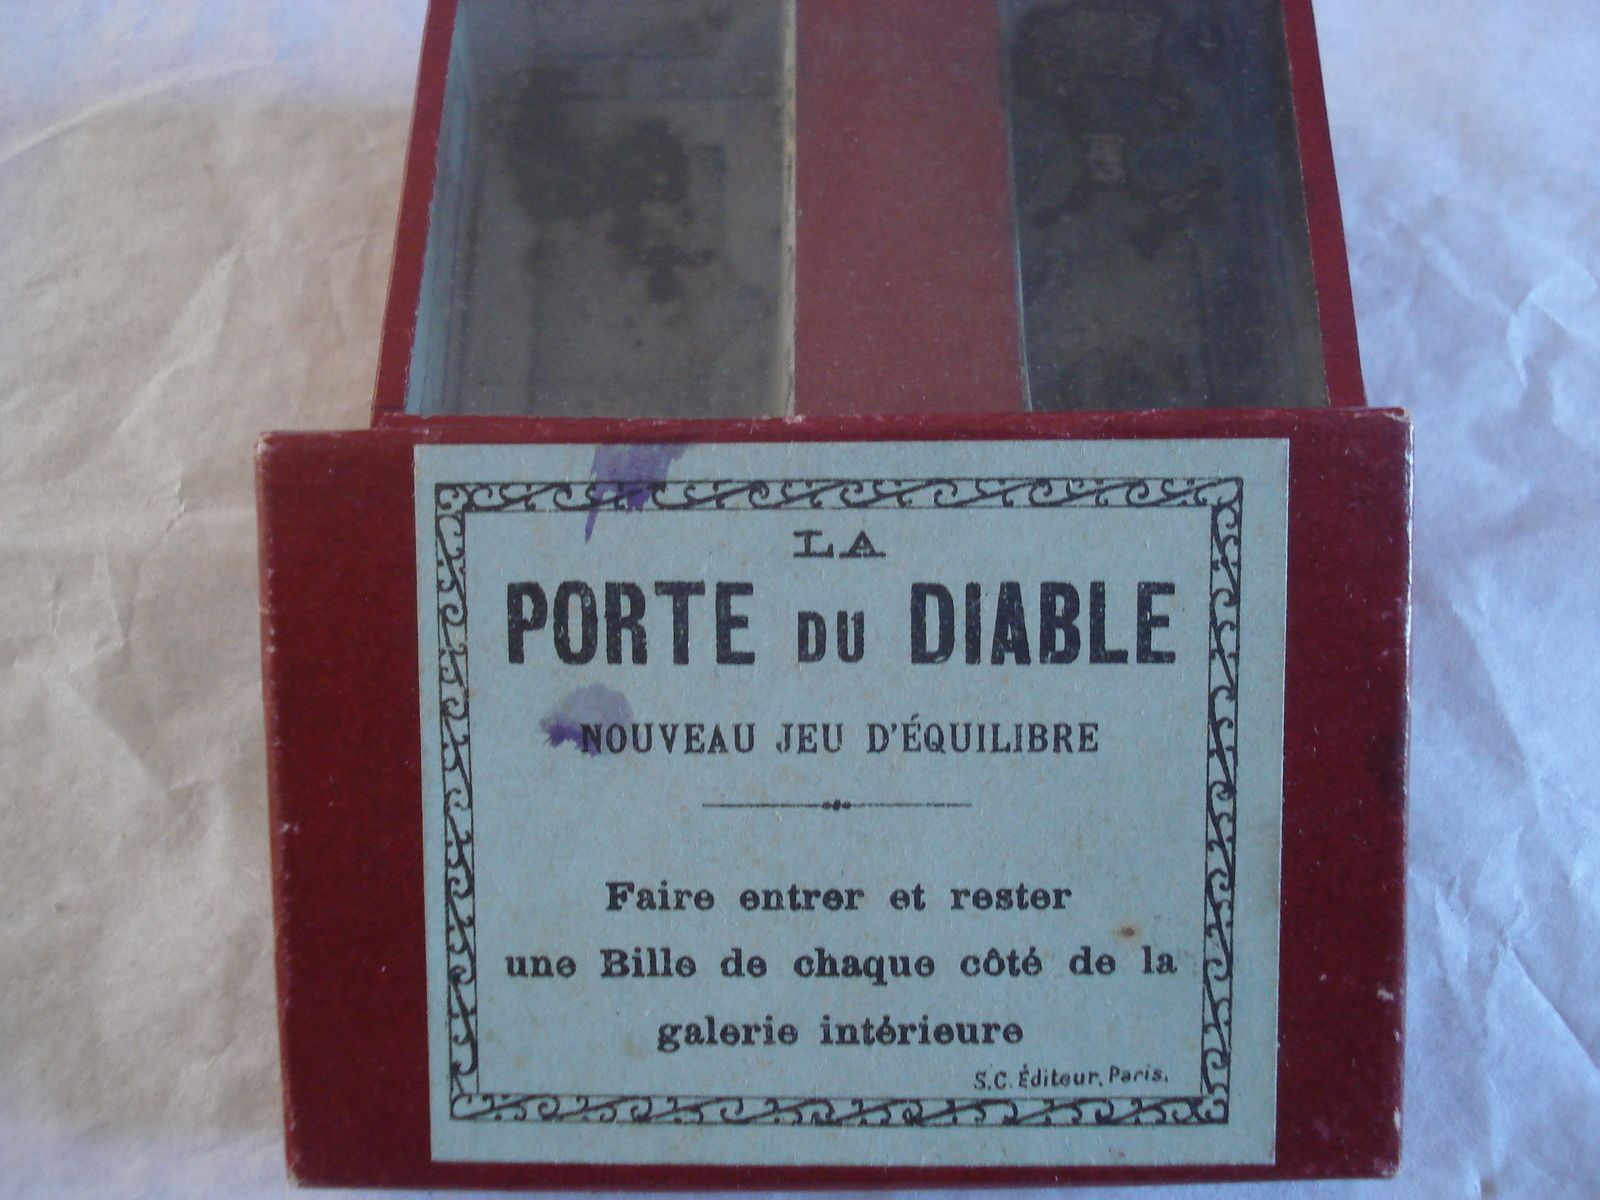 LA
PORTE DU DIABLE
NOUVEAU JEU D'ÉQUILIBRE
Faire entrer et rester
une Bille de chaque côté de la
galerie intérieure
S.C. Éditeur, Paris.